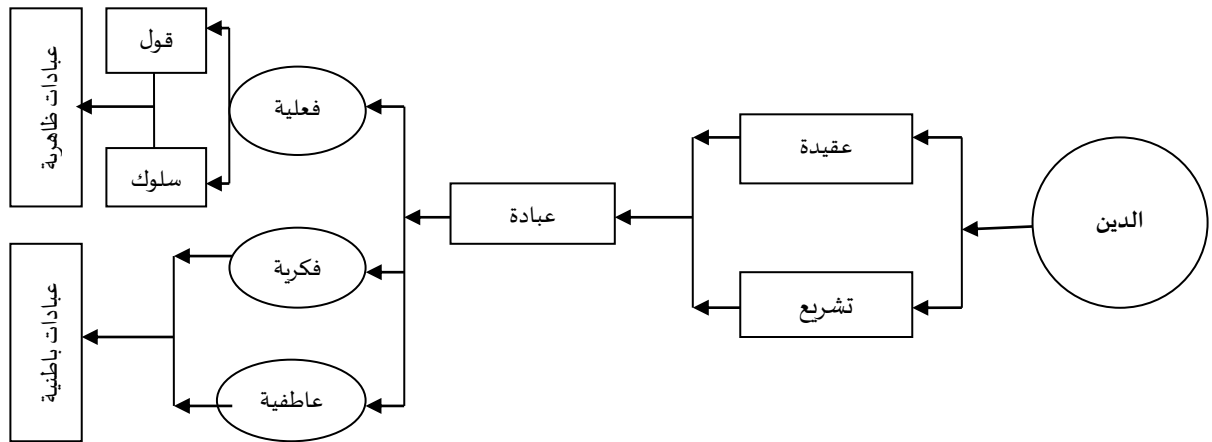 الدين
عقيدة
تشريع
عبادة
فعلية
فكرية
عاطفية
قول
سلوك
عبادات ظاهرية
عبادات باطنية